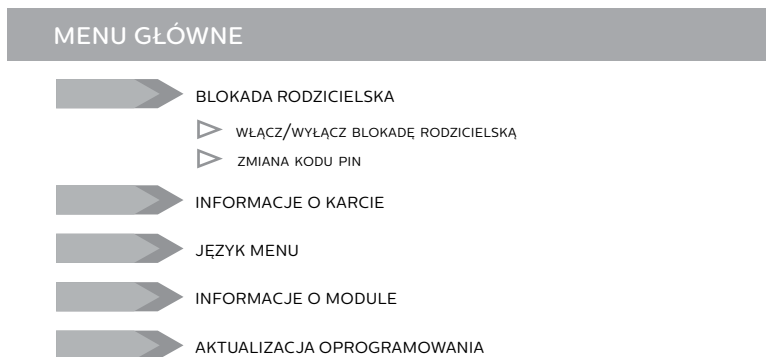 MENU GŁÓWNE
BLOKADA RODZICIELSKA
WŁĄCZ/WYŁĄCZ BLOKADĘ RODZICIELSKĄ
ZMIANA KODU PIN
INFORMACJE O KARCIE
JĘZYK MENU
INFORMACJE O MODULE
AKTUALIZACJA OPROGRAMOWANIA